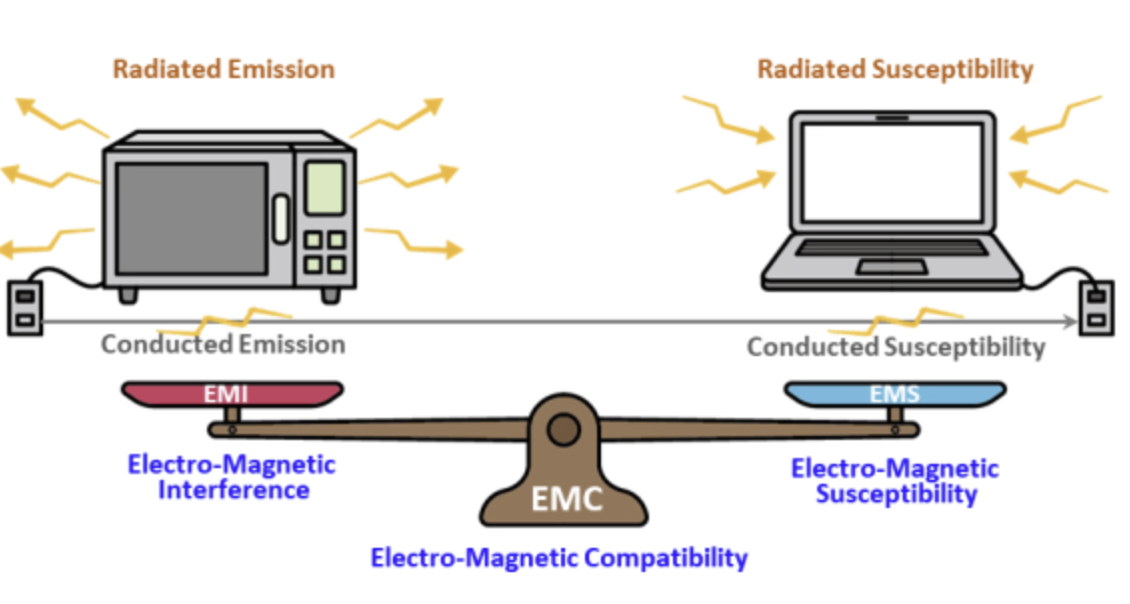 Radiated Emission
Radiated Susceptibility
Conducted Emission
Conducted Susceptibility
EMI
EMS
Electro-Magnetic
Interference
Electro-Magnetic
Susceptibility
EMC
Electro-Magnetic Compatibility